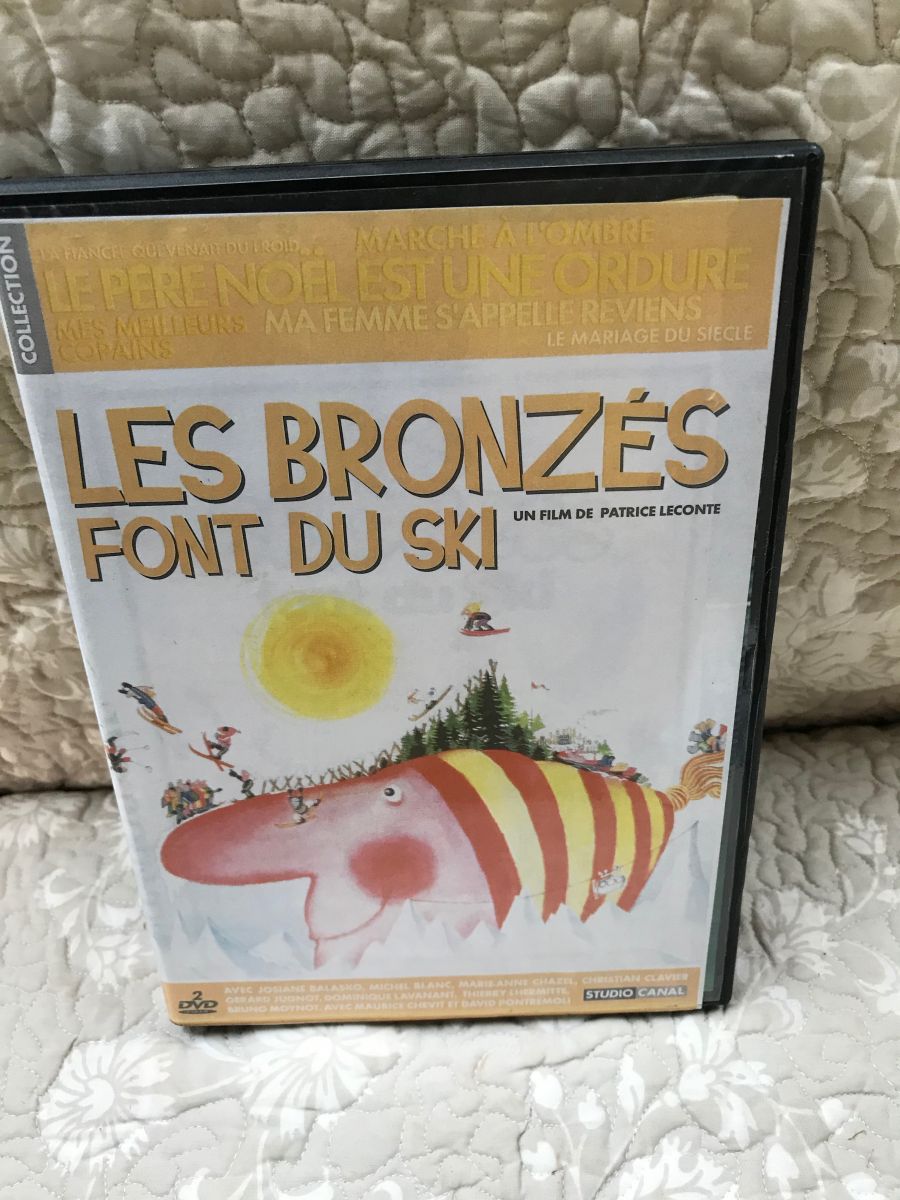 COLLECTION
LA FIANCÉE QUI VENAIT DU FROID
MARCHE À L'OMBRE
LE PÈRE NOËL EST UNE ORDURE
MES MEILLEURS COPAINS
MA FEMME S'APPELLE REVIENS
LE MARIAGE DU SIÈCLE
LES BRONZÉS
FONT DU SKI
UN FILM DE PATRICE LECONTE
2
DVD
AVEC JOSIANE BALASKO, MICHEL BLANC, MARIE-ANNE CHAZEL, CHRISTIAN CLAVIER
GÉRARD JUGNOT, DOMINIQUE LAVANANT, THIERRY LHERMITTE,
BRUNO MOYNOT, AVEC MAURICE CHEVIT ET DAVID PONTREMOLI
STUDIO CANAL